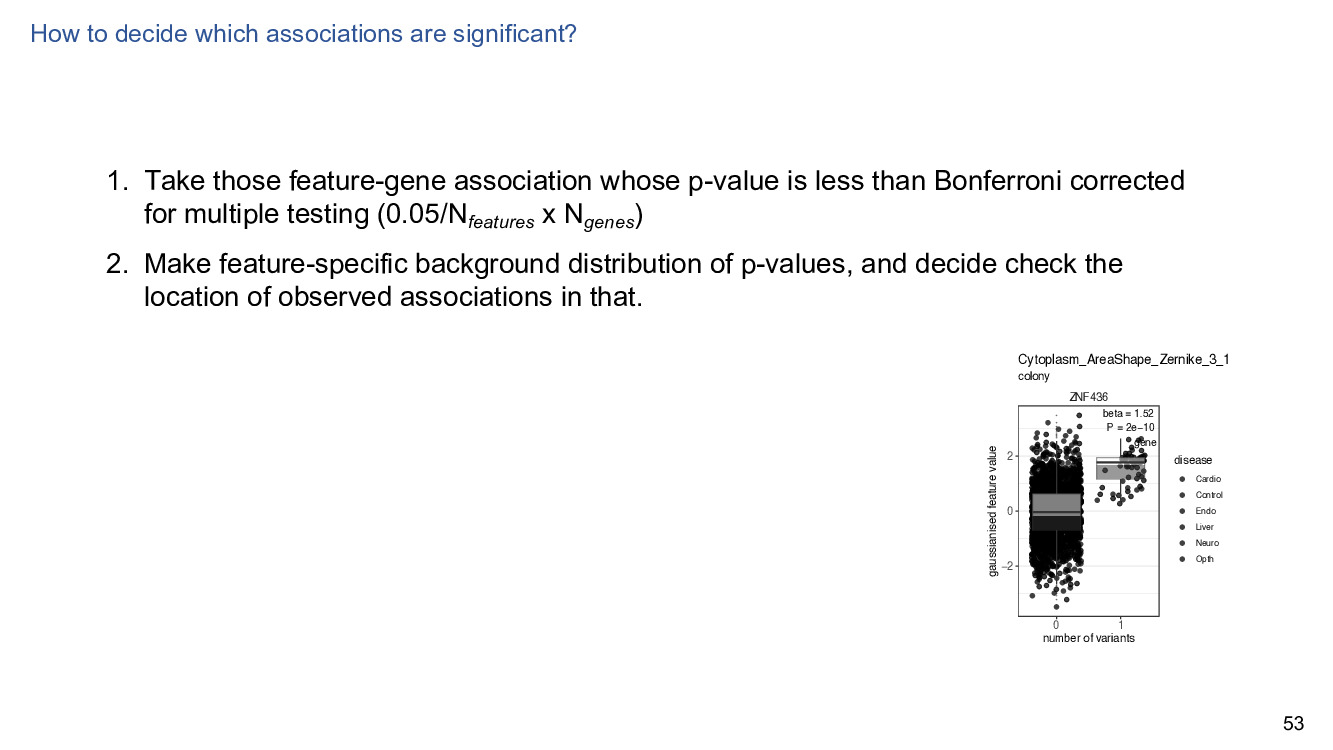 How to decide which associations are significant?
1. Take those feature-gene association whose p-value is less than Bonferroni corrected
for multiple testing (0.05/Nfeatures x Ngenes)
2. Make feature-specific background distribution of p-values, and decide check the
location of observed associations in that.
Cytoplasm_AreaShape_Zernike_3_1
colony
ZNF436
beta = 1.52
P = 2e−10
gene
gaussianised feature value
2
0
−2
0 1
number of variants
disease
Cardio
Control
Endo
Liver
Neuro
Opth
53